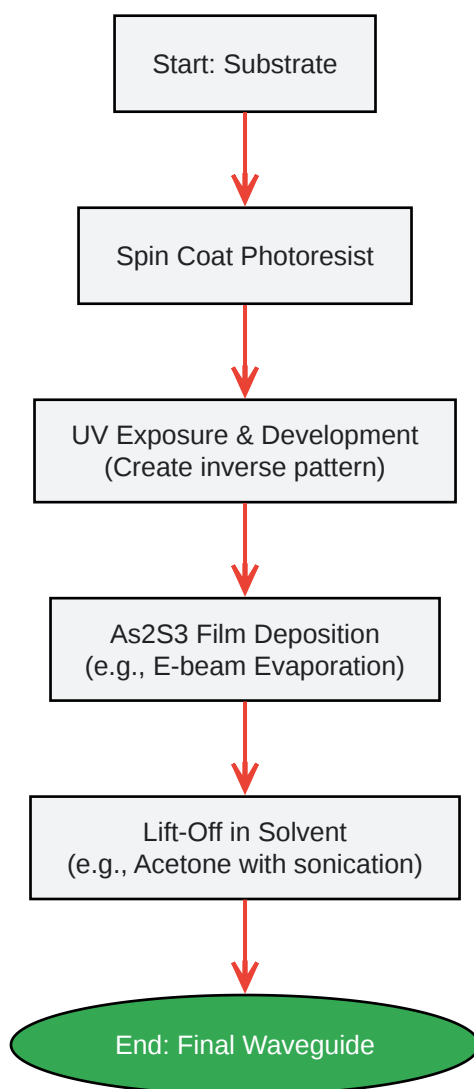 Start: Substrate
Spin Coat Photoresist
UV Exposure & Development
(Create inverse pattern)
As2S3 Film Deposition
(e.g., E-beam Evaporation)
Lift-Off in Solvent
(e.g., Acetone with sonication)
End: Final Waveguide